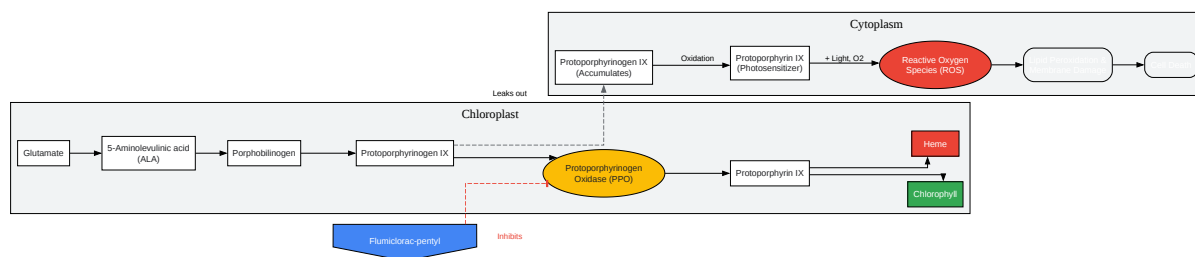 Cytoplasm
Protoporphyrinogen IX
(Accumulates)
Oxidation
Protoporphyrin IX
(Photosensitizer)
+ Light, O2
Reactive Oxygen
Species (ROS)
Leaks out
Chloroplast
Glutamate
5-Aminolevulinic acid
(ALA)
Porphobilinogen
Protoporphyrinogen IX
Protoporphyrinogen
Oxidase (PPO)
Protoporphyrin IX
Heme
Chlorophyll
Flumiclorac-pentyl
Inhibits